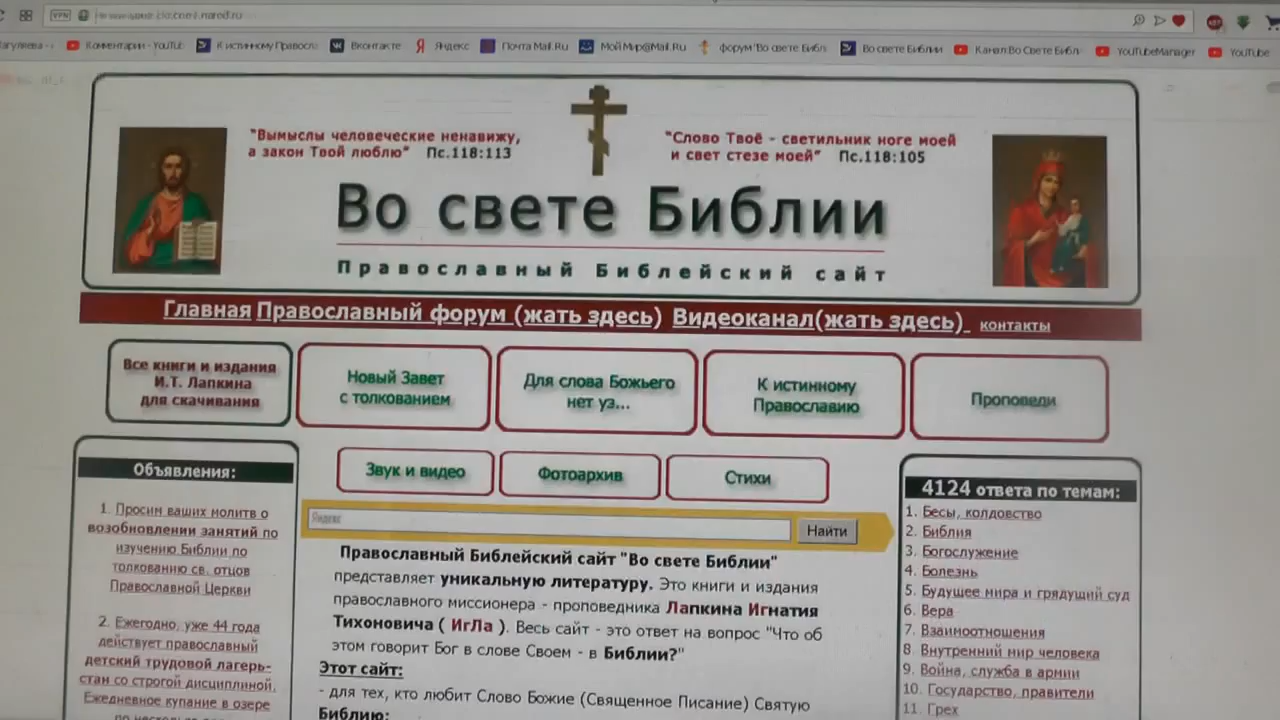 VPN
Комментарии - YouTub
К истинному Правосл
Вконтакте
Яндекс
Почта Mail.Ru
Мой Мир@Mail.Ru
форум "Во свете Библ
Во свете Библии
Канал:Во Свете Библ
YouTubeManager
YouTube
"Вымыслы человеческие ненавижу,
а закон Твой люблю" Пс.118:113
"Слово Твоё - светильник ноге моей
и свет стезе моей" Пс.118:105
Во свете Библии
Православный Библейский сайт
Главная Православный форум (жать здесь) Видеоканал(жать здесь) контакты
Все книги и издания
И.Т. Лапкина
для скачивания
Новый Завет
с толкованием
Для слова Божьего
нет уз...
К истинному
Православию
Проповеди
Звук и видео
Фотоархив
Стихи
Яндекс
Найти
Объявления:
1. Просим ваших молитв о
возобновлении занятий по
изучению Библии по
толкованию св. отцов
Православной Церкви
2. Ежегодно, уже 44 года
действует православный
детский трудовой лагерь-
стан со строгой дисциплиной.
Ежедневное купание в озере
Православный Библейский сайт "Во свете Библии"
представляет уникальную литературу. Это книги и издания
православного миссионера - проповедника Лапкина Игнатия
Тихоновича ( ИгЛа ). Весь сайт - это ответ на вопрос "Что об
этом говорит Бог в слове Своем - в Библии?"
Этот сайт:
- для тех, кто любит Слово Божие (Священное Писание) Святую
Библию;
4124 ответа по темам:
1. Бесы, колдовство
2. Библия
3. Богослужение
4. Болезнь
5. Будущее мира и грядущий суд
6. Вера
7. Взаимоотношения
8. Внутренний мир человека
9. Война, служба в армии
10. Государство, правители
11. Грех